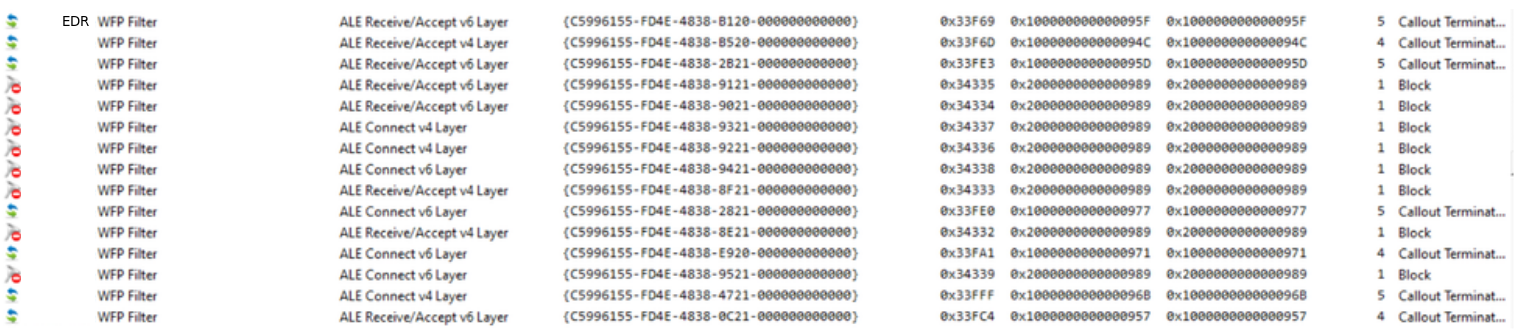 EDR WFP Filter ALE Receive/Accept v6 Layer {C5996155-FD4E-4838-B120-000000000000} 0x33F69 0x100000000000095F 0x100000000000095F 5 Callout Terminat...
WFP Filter ALE Receive/Accept v4 Layer {C5996155-FD4E-4838-B520-000000000000} 0x33F6D 0x100000000000094C 0x100000000000094C 4 Callout Terminat...
WFP Filter ALE Receive/Accept v6 Layer {C5996155-FD4E-4838-2B21-000000000000} 0x33FE3 0x100000000000095D 0x100000000000095D 5 Callout Terminat...
WFP Filter ALE Receive/Accept v6 Layer {C5996155-FD4E-4838-9121-000000000000} 0x34335 0x2000000000000989 0x2000000000000989 1 Block
WFP Filter ALE Receive/Accept v6 Layer {C5996155-FD4E-4838-9021-000000000000} 0x34334 0x2000000000000989 0x2000000000000989 1 Block
WFP Filter ALE Connect v4 Layer {C5996155-FD4E-4838-9321-000000000000} 0x34337 0x2000000000000989 0x2000000000000989 1 Block
WFP Filter ALE Connect v4 Layer {C5996155-FD4E-4838-9221-000000000000} 0x34336 0x2000000000000989 0x2000000000000989 1 Block
WFP Filter ALE Connect v6 Layer {C5996155-FD4E-4838-9421-000000000000} 0x34338 0x2000000000000989 0x2000000000000989 1 Block
WFP Filter ALE Receive/Accept v4 Layer {C5996155-FD4E-4838-8F21-000000000000} 0x34333 0x2000000000000989 0x2000000000000989 1 Block
WFP Filter ALE Connect v6 Layer {C5996155-FD4E-4838-2821-000000000000} 0x33FE0 0x1000000000000977 0x1000000000000977 5 Callout Terminat...
WFP Filter ALE Receive/Accept v4 Layer {C5996155-FD4E-4838-8E21-000000000000} 0x34332 0x2000000000000989 0x2000000000000989 1 Block
WFP Filter ALE Connect v6 Layer {C5996155-FD4E-4838-E920-000000000000} 0x33FA1 0x1000000000000971 0x1000000000000971 4 Callout Terminat...
WFP Filter ALE Connect v6 Layer {C5996155-FD4E-4838-9521-000000000000} 0x34339 0x2000000000000989 0x2000000000000989 1 Block
WFP Filter ALE Connect v4 Layer {C5996155-FD4E-4838-4721-000000000000} 0x33FFF 0x100000000000096B 0x100000000000096B 5 Callout Terminat...
WFP Filter ALE Receive/Accept v6 Layer {C5996155-FD4E-4838-0C21-000000000000} 0x33FC4 0x1000000000000957 0x1000000000000957 4 Callout Terminat...